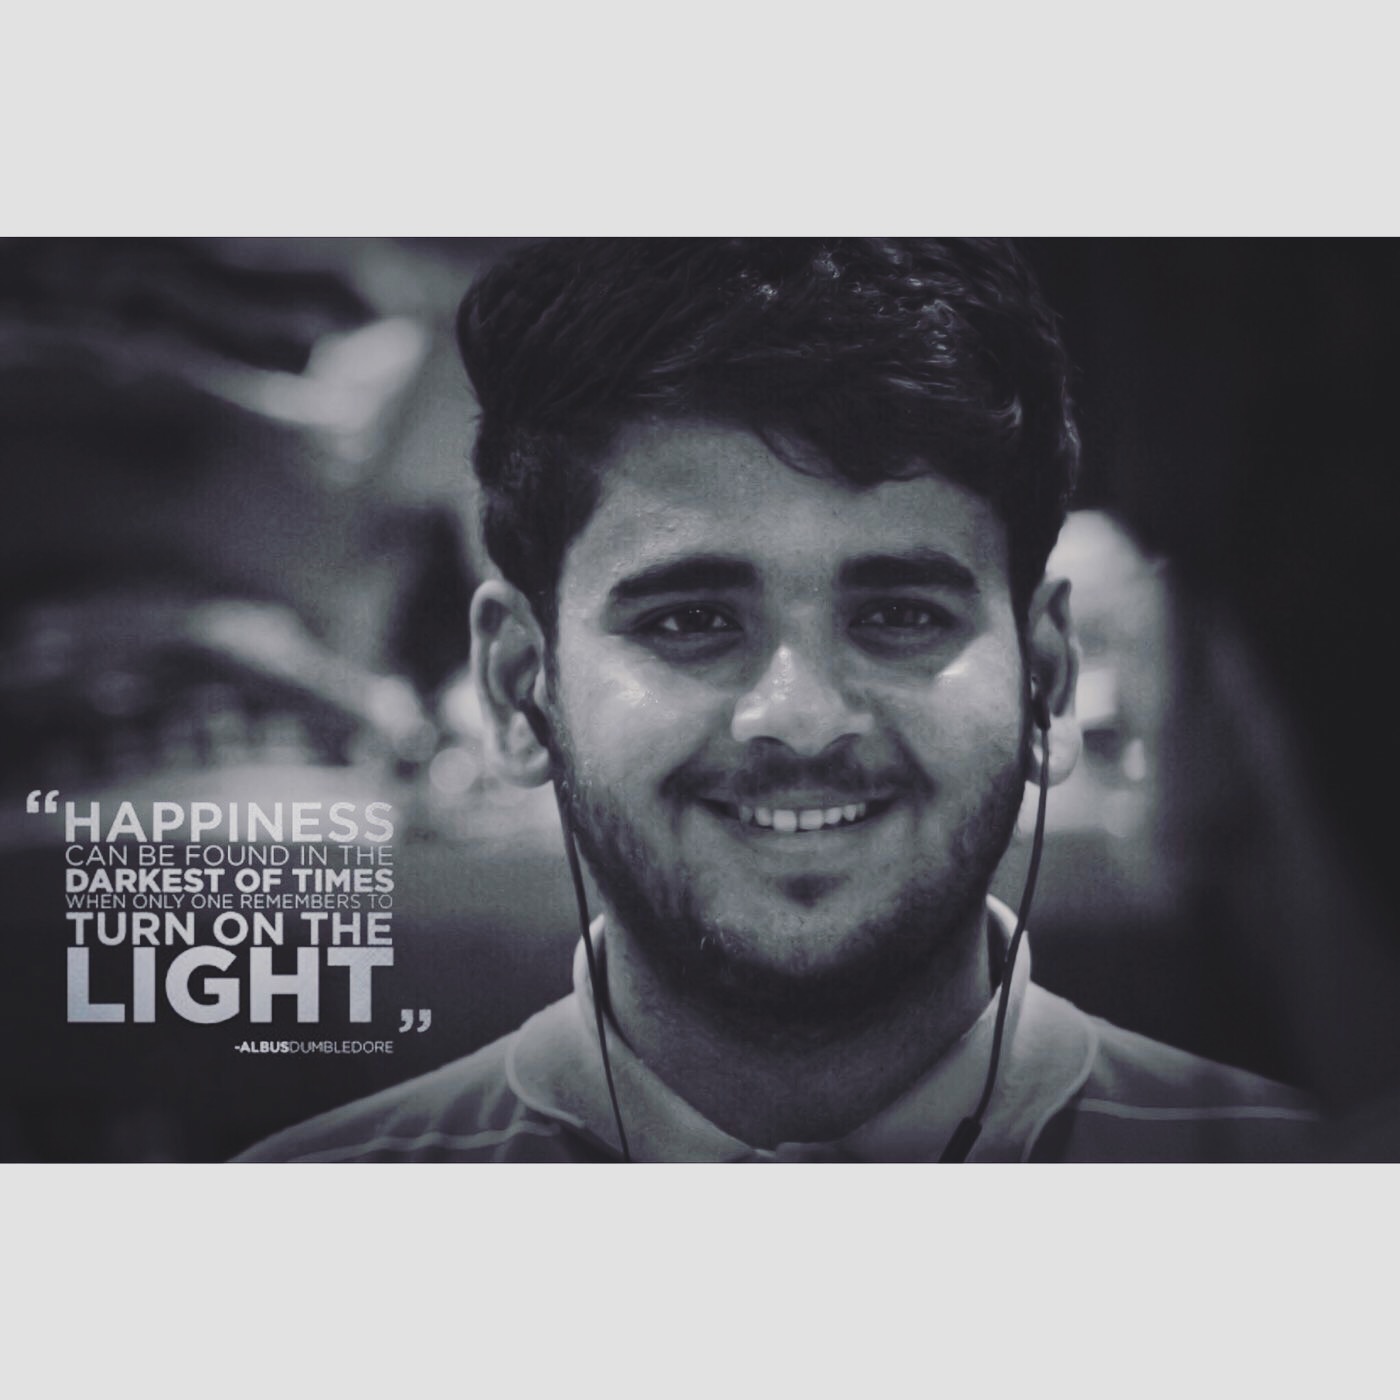 “HAPPINESS
CAN BE FOUND IN THE
DARKEST OF TIMES
WHEN ONLY ONE REMEMBERS TO
TURN ON THE
LIGHT”
-ALBUSDUMBLEDORE